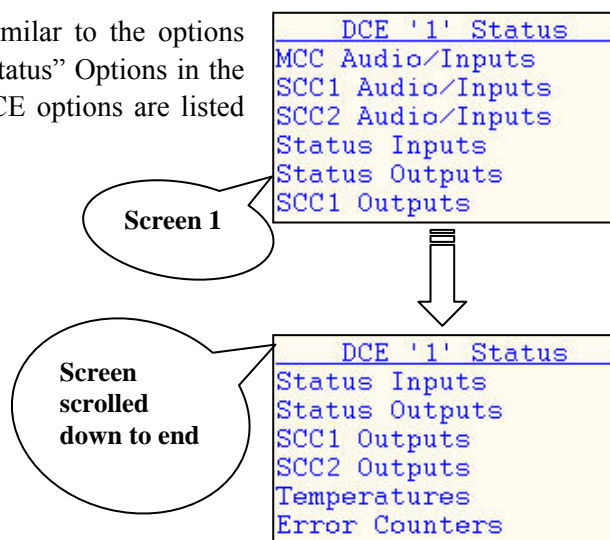 milar to the options
tatus” Options in the
CE options are listed
DCE '1' Status
MCC Audio/Inputs
SCC1 Audio/Inputs
SCC2 Audio/Inputs
Status Inputs
Status Outputs
SCC1 Outputs
Screen 1
DCE '1' Status
Status Inputs
Status Outputs
SCC1 Outputs
SCC2 Outputs
Temperatures
Error Counters
Screen
scrolled
down to end